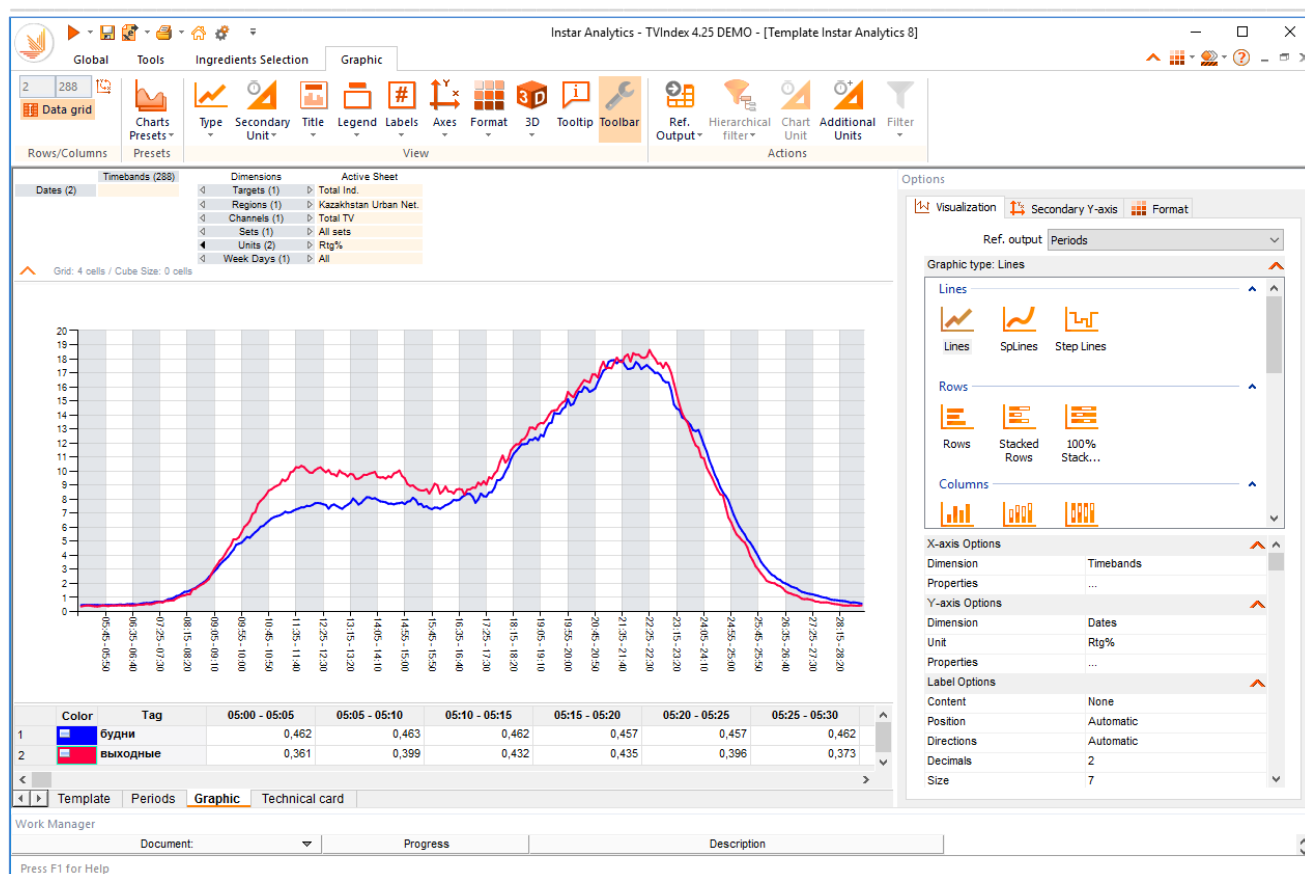 Instar Analytics - TVIndex 4.25 DEMO - [Template Instar Analytics 8]
Global Tools Ingredients Selection Graphic
2 288
Data grid
Charts Presets
Type
Secondary Unit
Title
Legend
Labels
Axes
Format
3D
Tooltip
Toolbar
Ref. Output
Hierarchical filter
Chart Unit
Additional Units
Filter
Rows/Columns Presets View Actions
Timebands (288)
Dates (2)
Dimensions Active Sheet
Targets (1) Total Ind.
Regions (1) Kazakhstan Urban Net.
Channels (1) Total TV
Sets (1) All sets
Units (2) Rtg%
Week Days (1) All
Grid: 4 cells / Cube Size: 0 cells
20
19
18
17
16
15
14
13
12
11
10
9
8
7
6
5
4
3
2
1
0
05:45 - 05:50
06:35 - 06:40
07:25 - 07:30
08:15 - 08:20
09:05 - 09:10
09:55 - 10:00
10:45 - 10:50
11:35 - 11:40
12:25 - 12:30
13:15 - 13:20
14:05 - 14:10
14:55 - 15:00
15:45 - 15:50
16:35 - 16:40
17:25 - 17:30
18:15 - 18:20
19:05 - 19:10
19:55 - 20:00
20:45 - 20:50
21:35 - 21:40
22:25 - 22:30
23:15 - 23:20
24:05 - 24:10
24:55 - 25:00
25:45 - 25:50
26:35 - 26:40
27:25 - 27:30
28:15 - 28:20
Color Tag 05:00 - 05:05 05:05 - 05:10 05:10 - 05:15 05:15 - 05:20 05:20 - 05:25 05:25 - 05:30
1 будни 0,462 0,463 0,462 0,457 0,457 0,462
2 выходные 0,361 0,399 0,432 0,435 0,396 0,373
Template Periods Graphic Technical card
Options
Visualization Secondary Y-axis Format
Ref. output Periods
Graphic type: Lines
Lines
Lines SpLines Step Lines
Rows
Rows
Stacked Rows
100% Stack...
Columns
X-axis Options
Dimension Timebands
Properties ...
Y-axis Options
Dimension Dates
Unit Rtg%
Properties ...
Label Options
Content None
Position Automatic
Directions Automatic
Decimals 2
Size 7
Work Manager
Document: Progress Description
Press F1 for Help